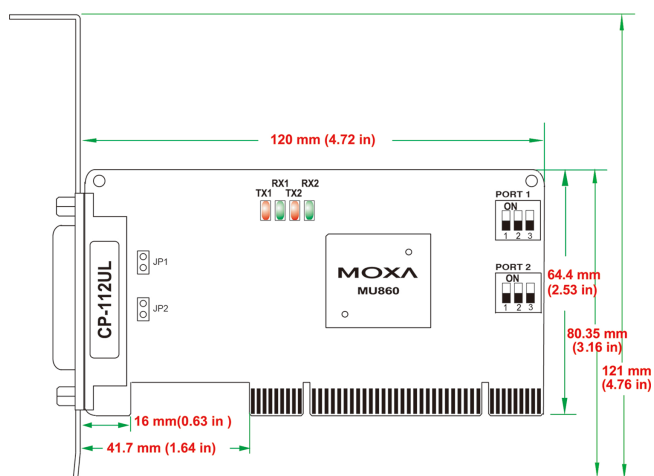 120 mm (4.72 in)
RX1 RX2
TX1 TX2
PORT 1
ON
1 2 3
JP1
MOXA
MU860
PORT 2
ON
1 2 3
64.4 mm
(2.53 in)
JP2
CP-112UL
80.35 mm
(3.16 in)
121 mm
(4.76 in)
16 mm(0.63 in )
41.7 mm (1.64 in)